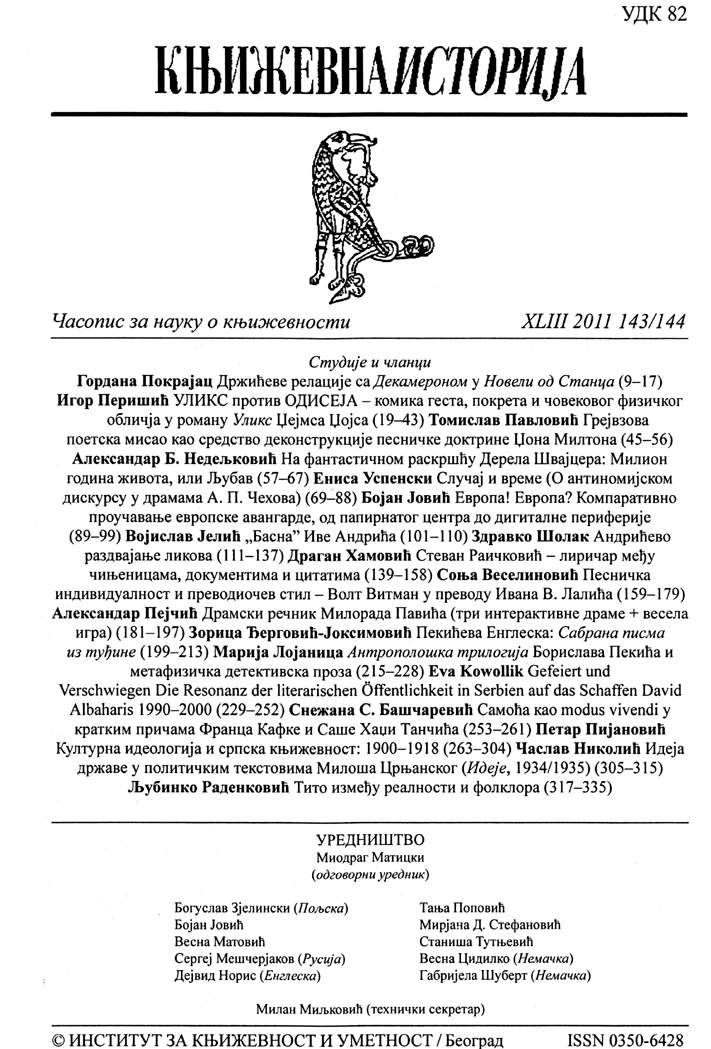 УДК 82
КЊИЖЕВНАИСТОРИЈА
Часопис за науку о књижевности XLIII 2011 143/144
Студије и чланци
Гордана Покрајац Држићеве релације са Декамероном у Новели од Станца (9–17)
Игор Перишић УЛИКС против ОДИСЕЈА – комика геста, покрета и човековог физичког
обличја у роману Уликс Џејмса Џојса (19–43) Томислав Павловић Грејвзова
поетска мисао као средство деконструкције песничке доктрине Џона Милтона (45–56)
Александар Б. Недељковић На фантастичном раскршћу Дерела Швајцера: Милион
година живота, или Љубав (57–67) Ениса Успенски Случај и време (О антиномијском
дискурсу у драмама А. П. Чехова) (69–88) Бојан Јовић Европа! Европа? Компаративно
проучавање европске авангарде, од папирнатог центра до дигиталне периферије
(89–99) Војислав Јелић „Басна” Иве Андрића (101–110) Здравко Шолак Андрићево
раздвајање ликова (111–137) Драган Хамовић Стеван Раичковић – лиричар међу
чињеницама, документима и цитатима (139–158) Соња Веселиновић Песничка
индивидуалност и преводиочев стил – Волт Витман у преводу Ивана В. Лалића (159–179)
Александар Пејчић Драмски речник Милорада Павића (три интерактивне драме + весела
игра) (181–197) Зорица Ђерговић-Јоксимовић Пекићева Енглеска: Сабрана писма
из туђине (199–213) Марија Лојаница Антрополошка трилогија Борислава Пекића и
метафизичка детективска проза (215–228) Eva Kowollik Gefeiert und
Verschwiegen Die Resonanz der literarischen Öffentlichkeit in Serbien auf das Schaffen David
Albaharis 1990–2000 (229–252) Снежана С. Башчаревић Самоћа као modus vivendi у
кратким причама Франца Кафке и Саше Хаџи Танчића (253–261) Петар Пијановић
Културна идеологија и српска књижевност: 1900–1918 (263–304) Часлав Николић Идеја
државе у политичким текстовима Милоша Црњанског (Идеје, 1934/1935) (305–315)
Љубинко Раденковић Тито између реалности и фолклора (317–335)
УРЕДНИШТВО
Миодраг Матицки
(одговорни уредник)
Богуслав Зјелински (Пољска)
Бојан Јовић
Весна Матовић
Сергеј Мешчерјаков (Русија)
Дејвид Норис (Енглеска)
Тања Поповић
Мирјана Д. Стефановић
Станиша Тутњевић
Весна Цидилко (Немачка)
Габријела Шуберт (Немачка)
Милан Миљковић (технички секретар)
© ИНСТИТУТ ЗА КЊИЖЕВНОСТ И УМЕТНОСТ / Београд ISSN 0350-6428